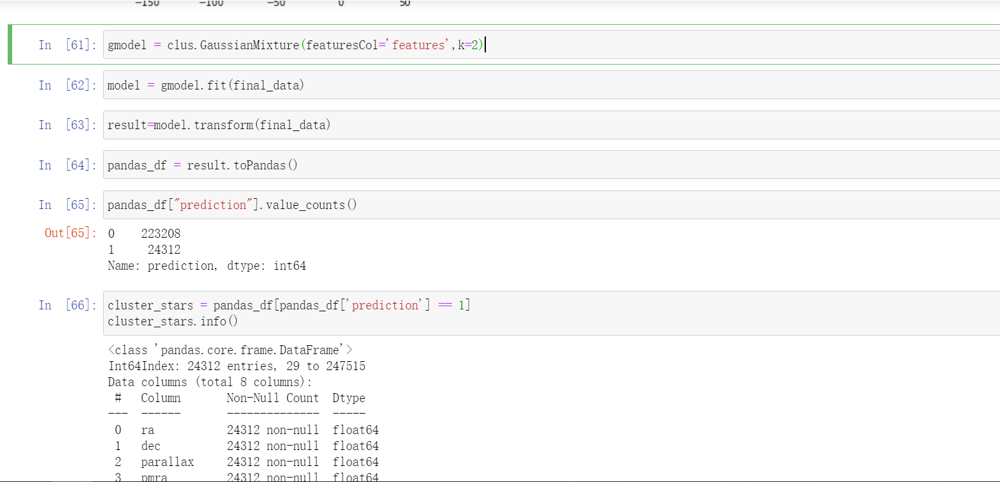 −150 −100 −50 0 50
In [61]: gmodel = clus.GaussianMixture(featuresCol='features',k=2)
In [62]: model = gmodel.fit(final_data)
In [63]: result=model.transform(final_data)
In [64]: pandas_df = result.toPandas()
In [65]: pandas_df["prediction"].value_counts()
Out[65]: 0 223208
1 24312
Name: prediction, dtype: int64
In [66]: cluster_stars = pandas_df[pandas_df['prediction'] == 1]
cluster_stars.info()
<class 'pandas.core.frame.DataFrame'>
Int64Index: 24312 entries, 29 to 247515
Data columns (total 8 columns):
# Column Non-Null Count Dtype
--- ------ -------------- -----
0 ra 24312 non-null float64
1 dec 24312 non-null float64
2 parallax 24312 non-null float64
3 pmra 24312 non-null float64